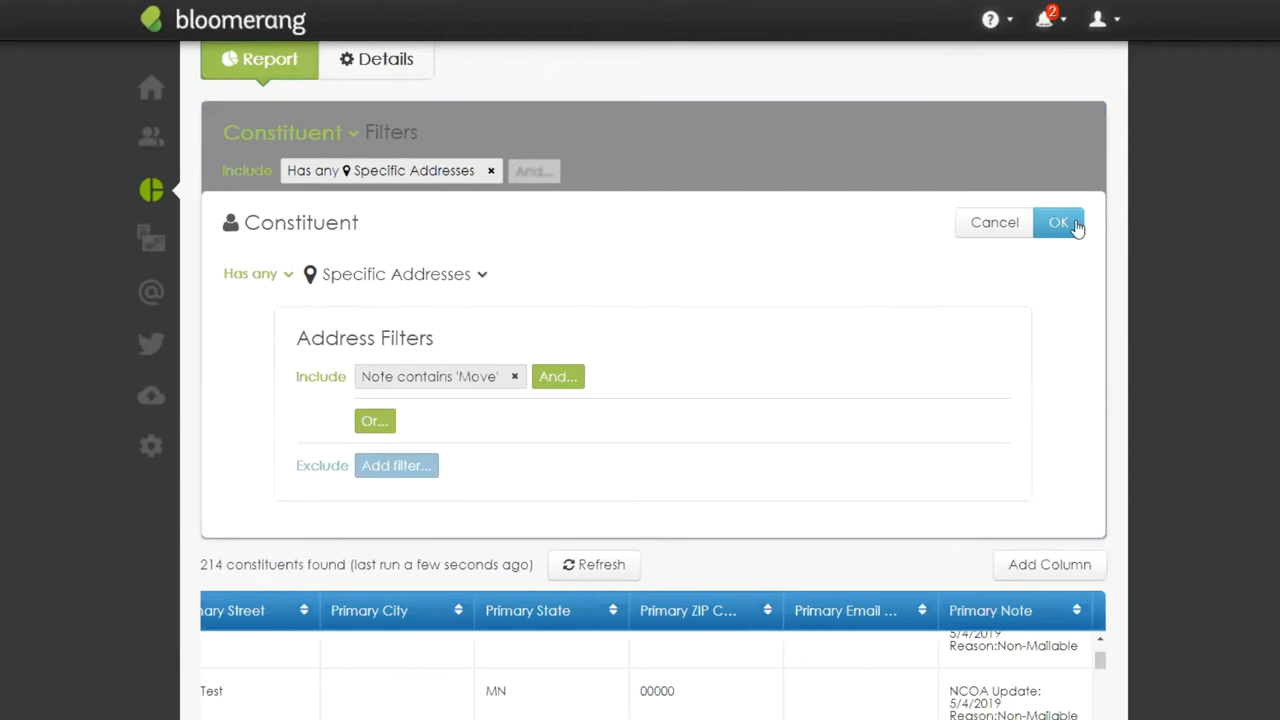 bloomerang
2
Report Details
Constituent Filters
Include Has any Specific Addresses × And...
Constituent Cancel OK
Has any Specific Addresses
Address Filters
Include Note contains 'Move' × And...
Or...
Exclude Add filter...
214 constituents found (last run a few seconds ago) Refresh Add Column
ary Street Primary City Primary State Primary ZIP C... Primary Email ... Primary Note
5/4/2019
Reason:Non-Mailable
Test MN 00000 NCOA Update:
5/4/2019
Reason:Non-Mailable